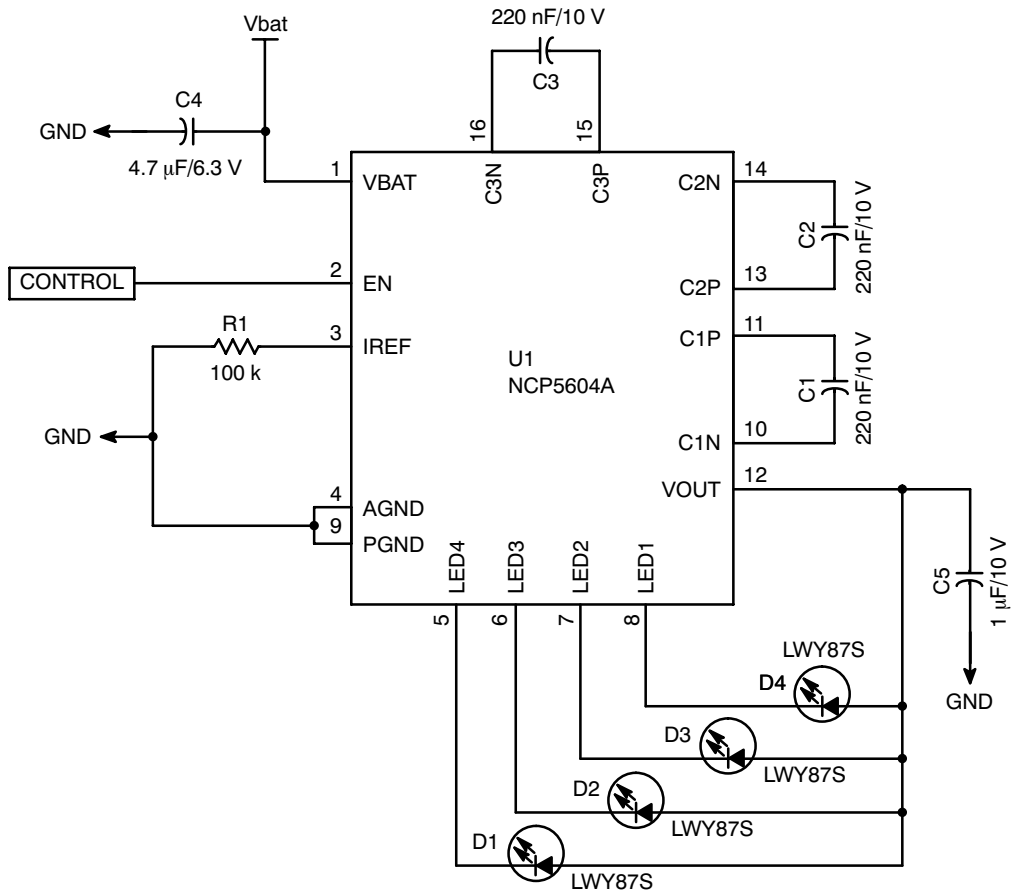 Vbat
220 nF/10 V
C3
C4
GND
4.7 µF/6.3 V
16
15
1
VBAT
C3N
C3P
C2N
14
C2
220 nF/10 V
CONTROL
2
EN
C2P
13
R1
100 k
3
IREF
C1P
11
U1
NCP5604A
C1
220 nF/10 V
GND
C1N
10
VOUT
12
4
AGND
9
PGND
LED4
LED3
LED2
LED1
5
6
7
8
C5
1 µF/10 V
GND
LWY87S
D4
D3
LWY87S
D2
LWY87S
D1
LWY87S